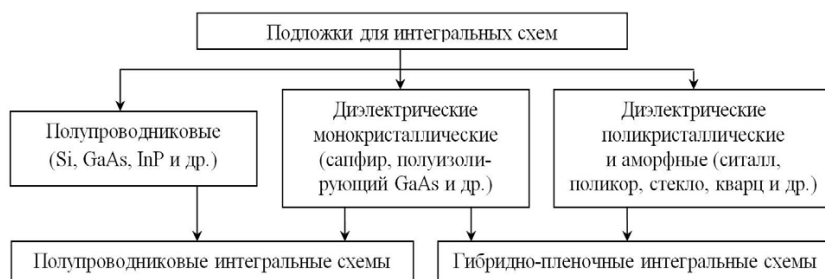 Подложки для интегральных схем
Полупроводниковые
(Si, GaAs, InP и др.)
Диэлектрические
монокристаллические
(сапфир, полуизоли-
рующий GaAs и др.)
Диэлектрические
поликристаллические
и аморфные (ситалл,
поликор, стекло, кварц и др.)
Полупроводниковые интегральные схемы
Гибридно-пленочные интегральные схемы